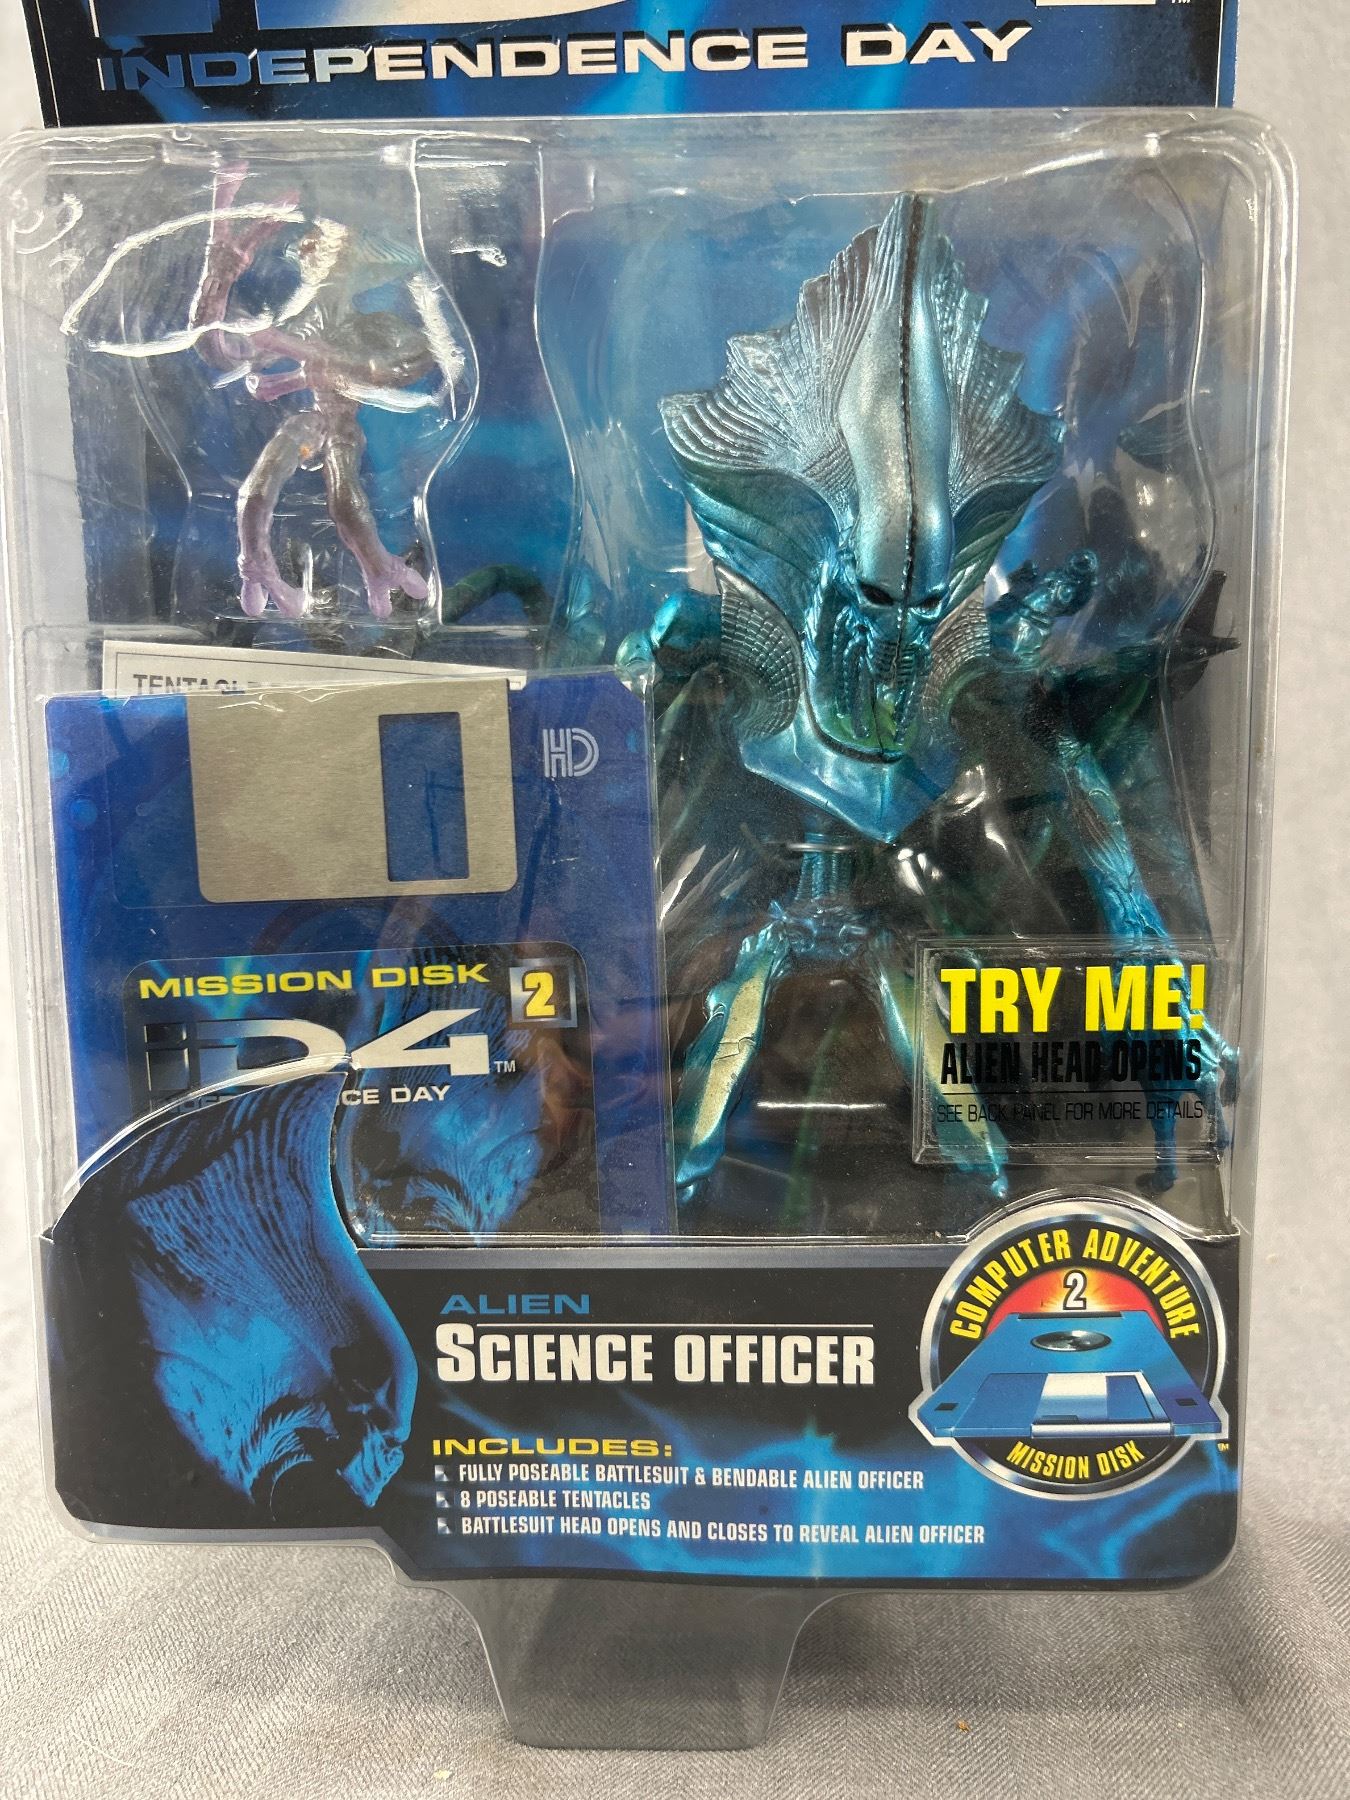 INDEPENDENCE DAY
TM
HD
MISSION DISK 2
iD4 TM
CE DAY
TRY ME!
ALIEN HEAD OPENS
SEE BACK PANEL FOR MORE DETAILS
COMPUTER ADVENTURE
2
MISSION DISK
ALIEN
SCIENCE OFFICER
INCLUDES:
FULLY POSEABLE BATTLESUIT & BENDABLE ALIEN OFFICER
8 POSEABLE TENTACLES
BATTLESUIT HEAD OPENS AND CLOSES TO REVEAL ALIEN OFFICER